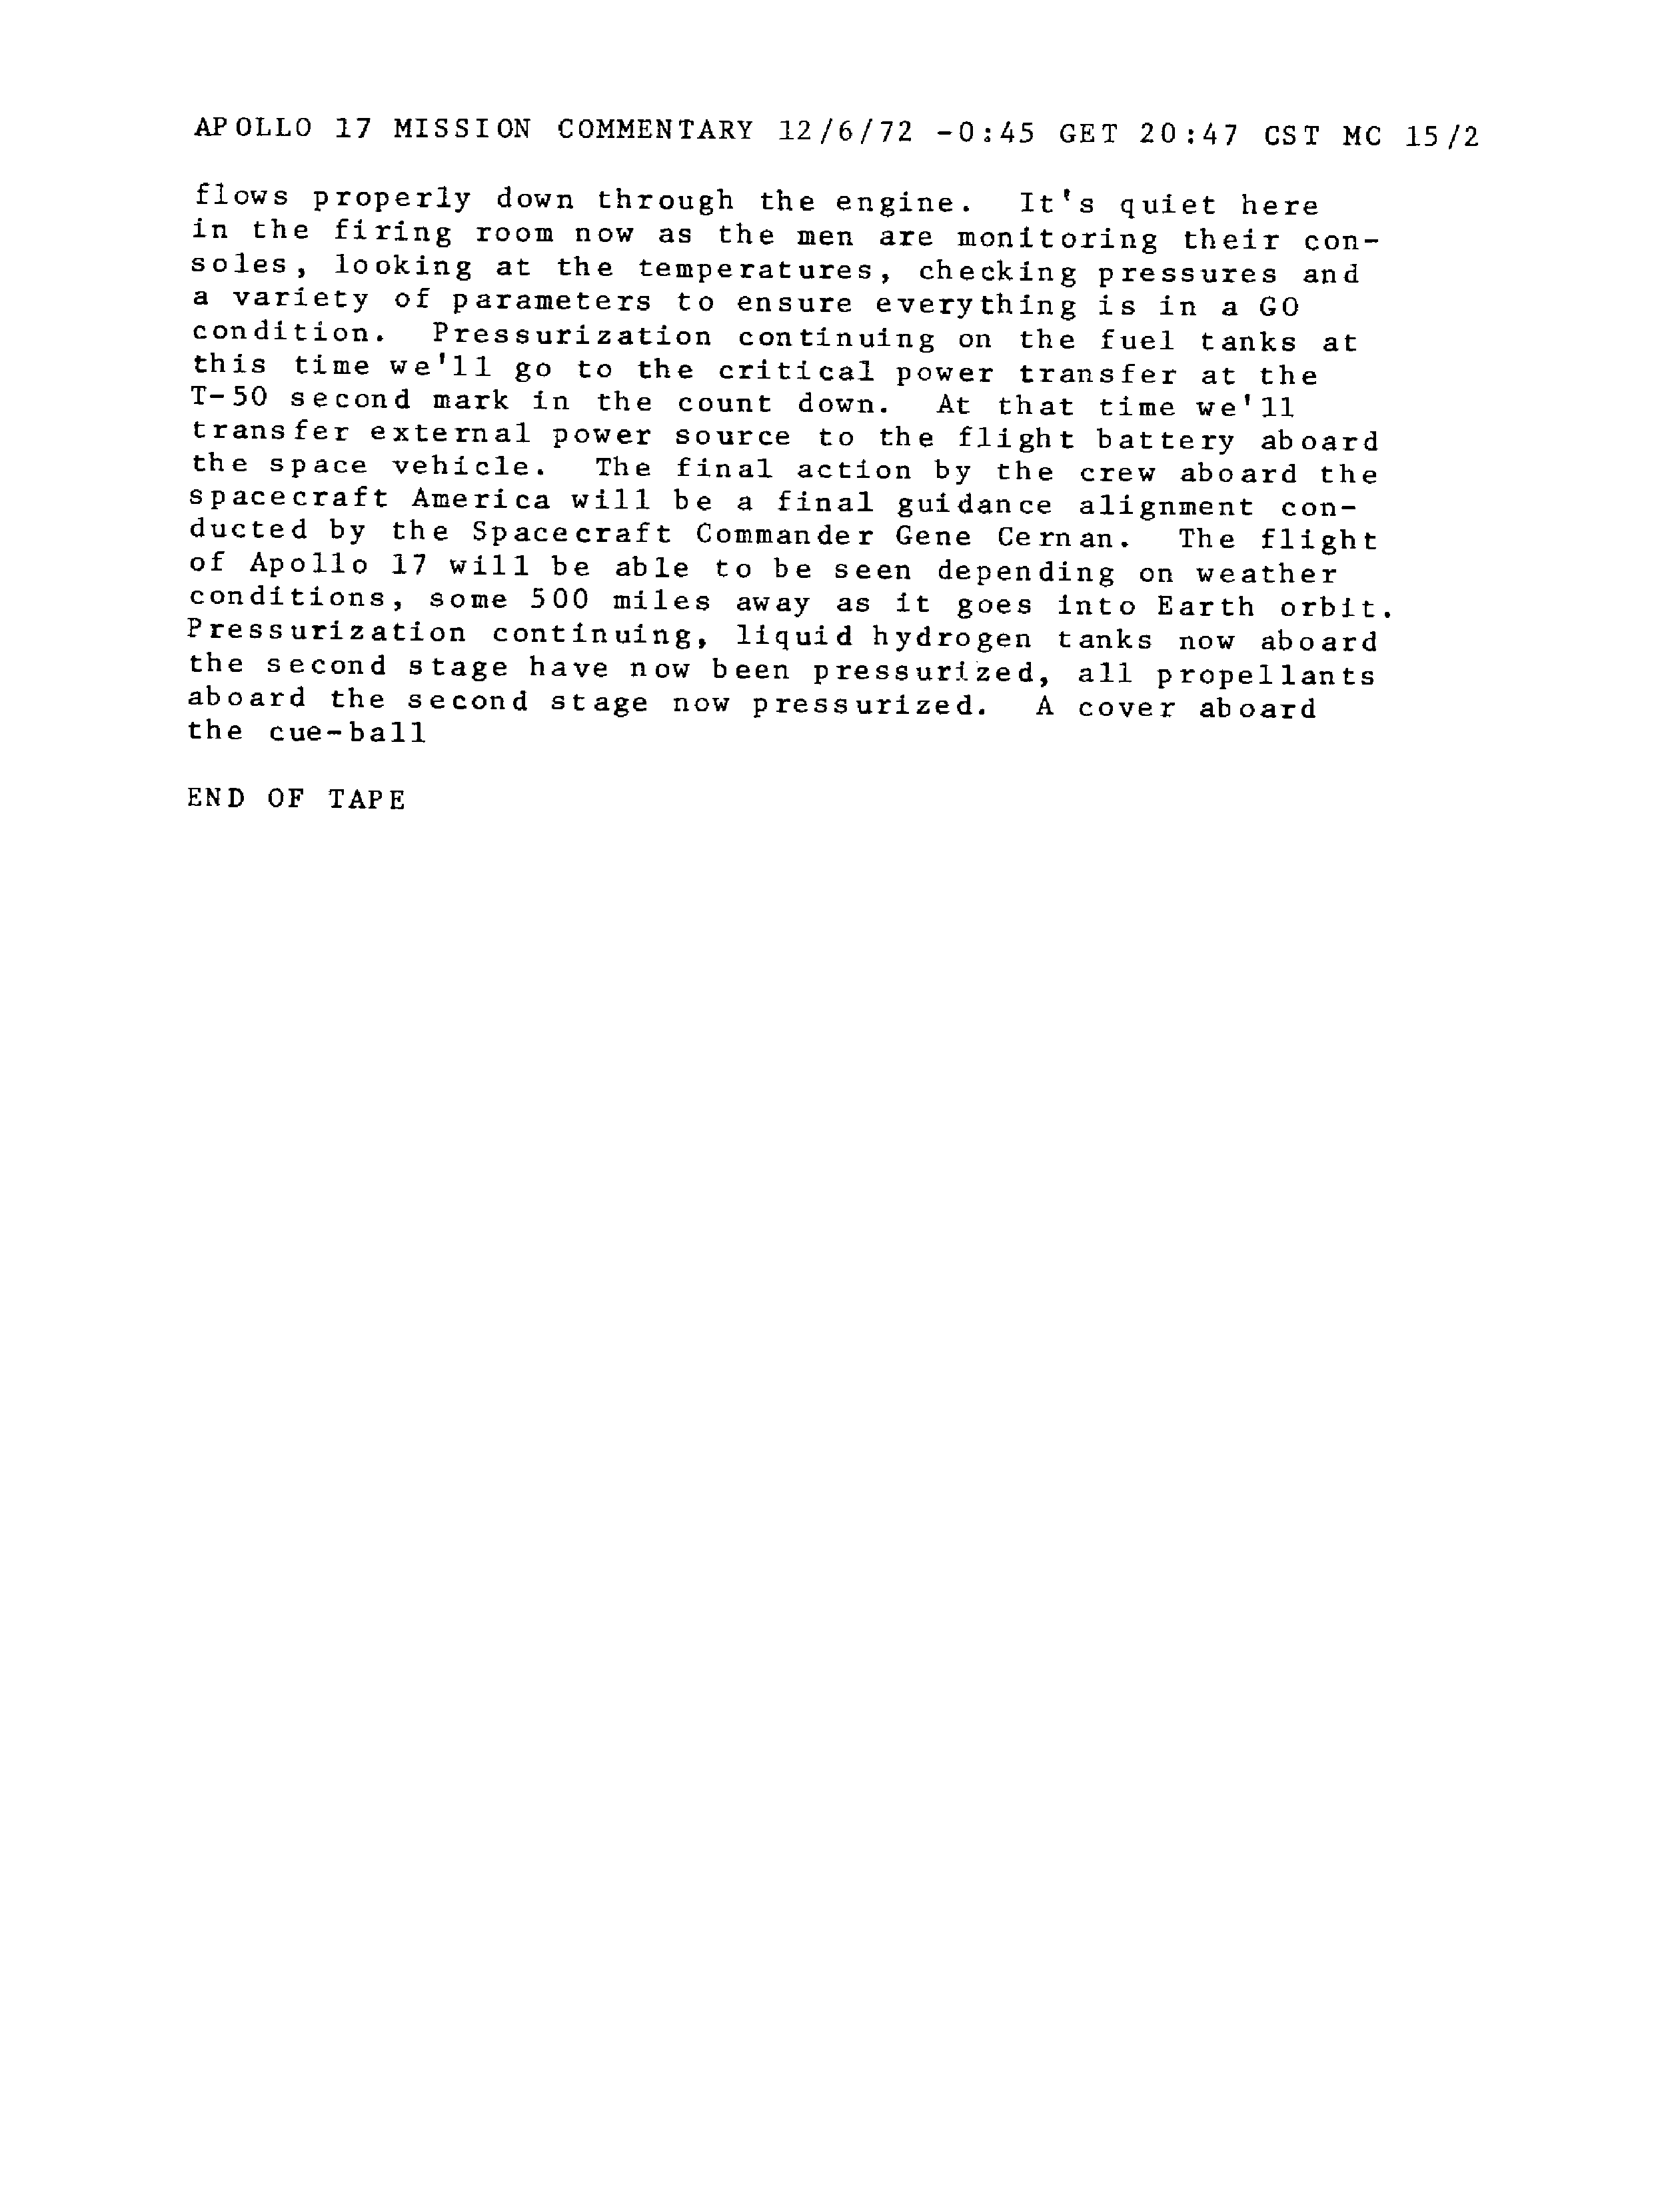 APOLLO 17 MISSION COMMENTARY 12/6/72 -0:45 GET 20:47 CST MC 15/2
flows properly down through the engine. It's quiet here
in the firing room now as the men are monitoring their con-
soles, looking at the temperatures, checking pressures and
a variety of parameters to ensure everything is in a GO
condition. Pressurization continuing on the fuel tanks at
this time we'll go to the critical power transfer at the
T-50 second mark in the count down. At that time we'll
transfer external power source to the flight battery aboard
the space vehicle. The final action by the crew aboard the
spacecraft America will be a final guidance alignment con-
ducted by the Spacecraft Commander Gene Cernan. The flight
of Apollo 17 will be able to be seen depending on weather
conditions, some 500 miles away as it goes into Earth orbit.
Pressurization continuing, liquid hydrogen tanks now aboard
the second stage have now been pressurized, all propellants
aboard the second stage now pressurized. A cover aboard
the cue-ball
END OF TAPE